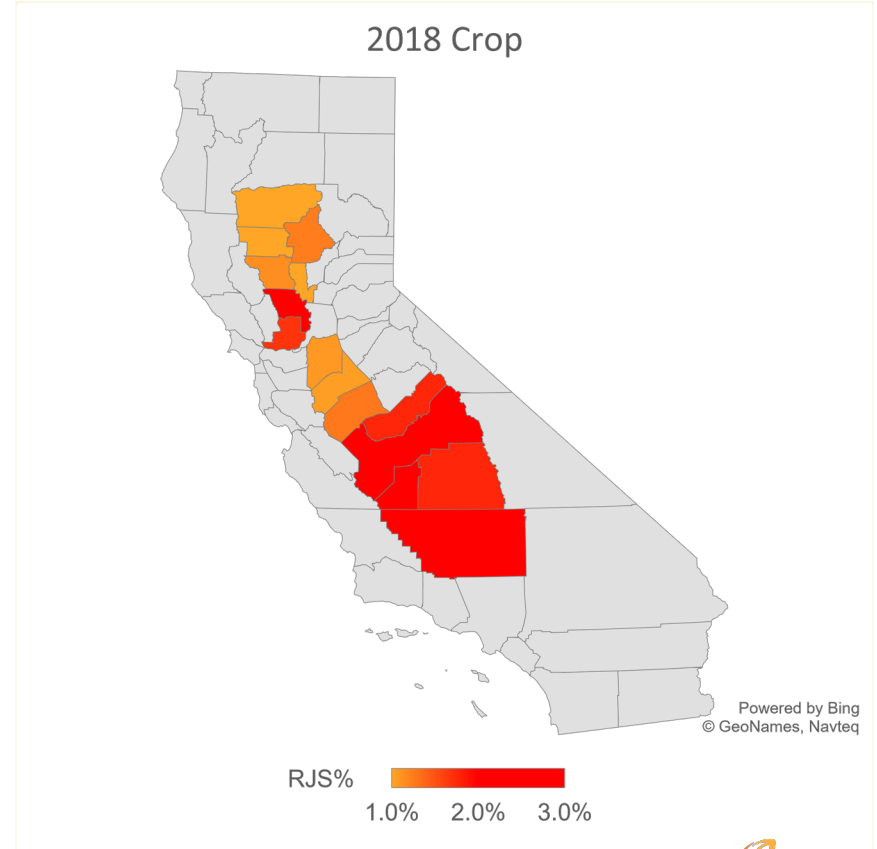 2018 Crop
Powered by Bing
© GeoNames, Navteq
RJS%
1.0% 2.0% 3.0%